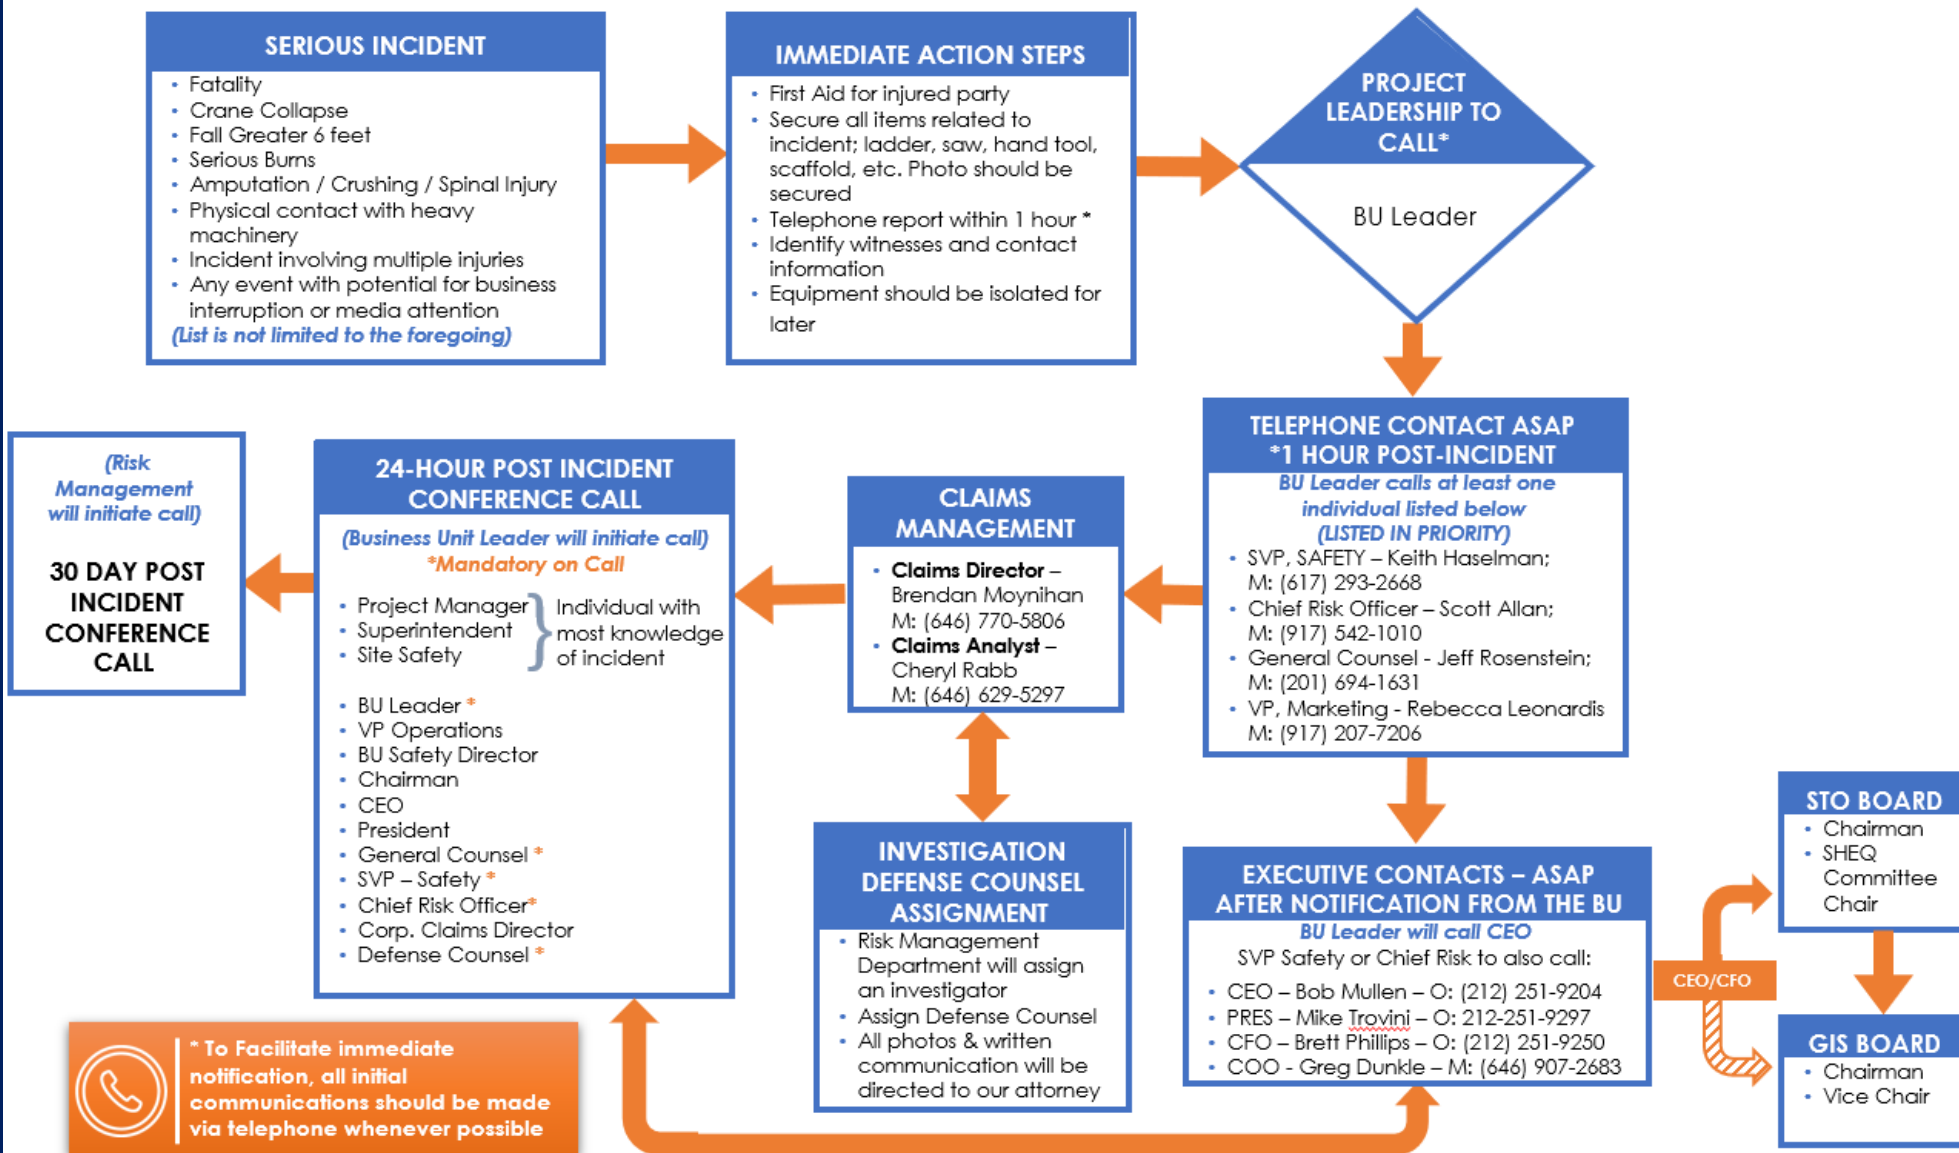 SERIOUS INCIDENT
• Fatality
• Crane Collapse
• Fall Greater 6 feet
• Serious Burns
• Amputation / Crushing / Spinal Injury
• Physical contact with heavy
machinery
• Incident involving multiple injuries
• Any event with potential for business
interruption or media attention
(List is not limited to the foregoing)
IMMEDIATE ACTION STEPS
• First Aid for injured party
• Secure all items related to
incident; ladder, saw, hand tool,
scaffold, etc. Photo should be
secured
• Telephone report within 1 hour *
• Identify witnesses and contact
information
• Equipment should be isolated for
later
PROJECT
LEADERSHIP TO
CALL*
BU Leader
TELEPHONE CONTACT ASAP
*1 HOUR POST-INCIDENT
BU Leader calls at least one
individual listed below
(LISTED IN PRIORITY)
• SVP, SAFETY – Keith Haselman;
M: (617) 293-2668
• Chief Risk Officer – Scott Allan;
M: (917) 542-1010
• General Counsel - Jeff Rosenstein;
M: (201) 694-1631
• VP, Marketing - Rebecca Leonardis
M: (917) 207-7206
CLAIMS
MANAGEMENT
• Claims Director –
Brendan Moynihan
M: (646) 770-5806
• Claims Analyst –
Cheryl Rabb
M: (646) 629-5297
24-HOUR POST INCIDENT
CONFERENCE CALL
(Business Unit Leader will initiate call)
*Mandatory on Call
• Project Manager
• Superintendent
• Site Safety
Individual with
most knowledge
of incident
• BU Leader *
• VP Operations
• BU Safety Director
• Chairman
• CEO
• President
• General Counsel *
• SVP – Safety *
• Chief Risk Officer*
• Corp. Claims Director
• Defense Counsel *
(Risk
Management
will initiate call)
30 DAY POST
INCIDENT
CONFERENCE
CALL
INVESTIGATION
DEFENSE COUNSEL
ASSIGNMENT
• Risk Management
Department will assign
an investigator
• Assign Defense Counsel
• All photos & written
communication will be
directed to our attorney
EXECUTIVE CONTACTS – ASAP
AFTER NOTIFICATION FROM THE BU
BU Leader will call CEO
SVP Safety or Chief Risk to also call:
• CEO – Bob Mullen – O: (212) 251-9204
• PRES – Mike Trovini – O: 212-251-9297
• CFO – Brett Phillips – O: (212) 251-9250
• COO - Greg Dunkle – M: (646) 907-2683
CEO/CFO
STO BOARD
• Chairman
• SHEQ
Committee
Chair
GIS BOARD
• Chairman
• Vice Chair
* To Facilitate immediate
notification, all initial
communications should be made
via telephone whenever possible